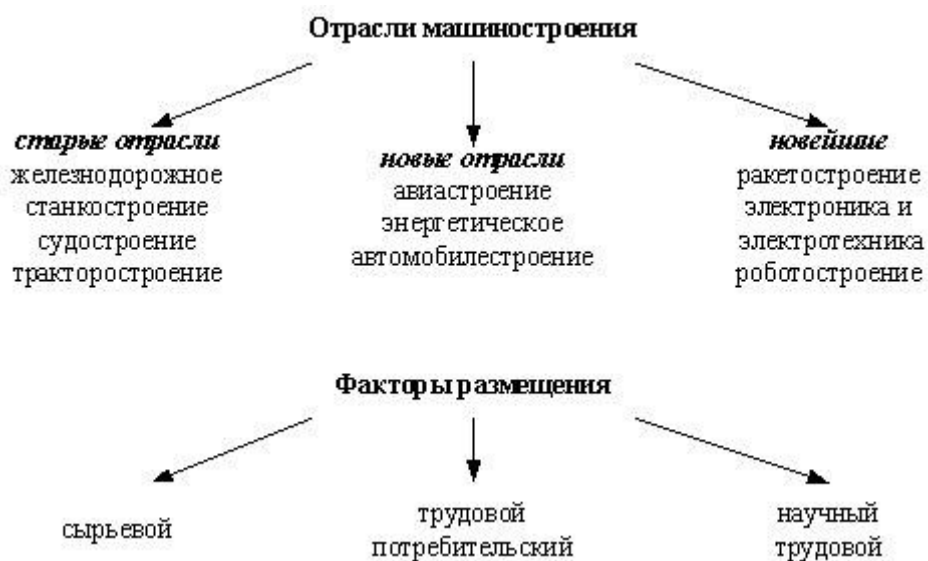 Отрасли машиностроения
старые отрасли
железнодорожное
станкостроение
судостроение
тракторостроение
новые отрасли
авиастроение
энергетическое
автомобилестроение
новейшие
ракетостроение
электроника и
электротехника
роботостроение
Факторы размещения
сырьевой
трудовой
потребительский
научный
трудовой